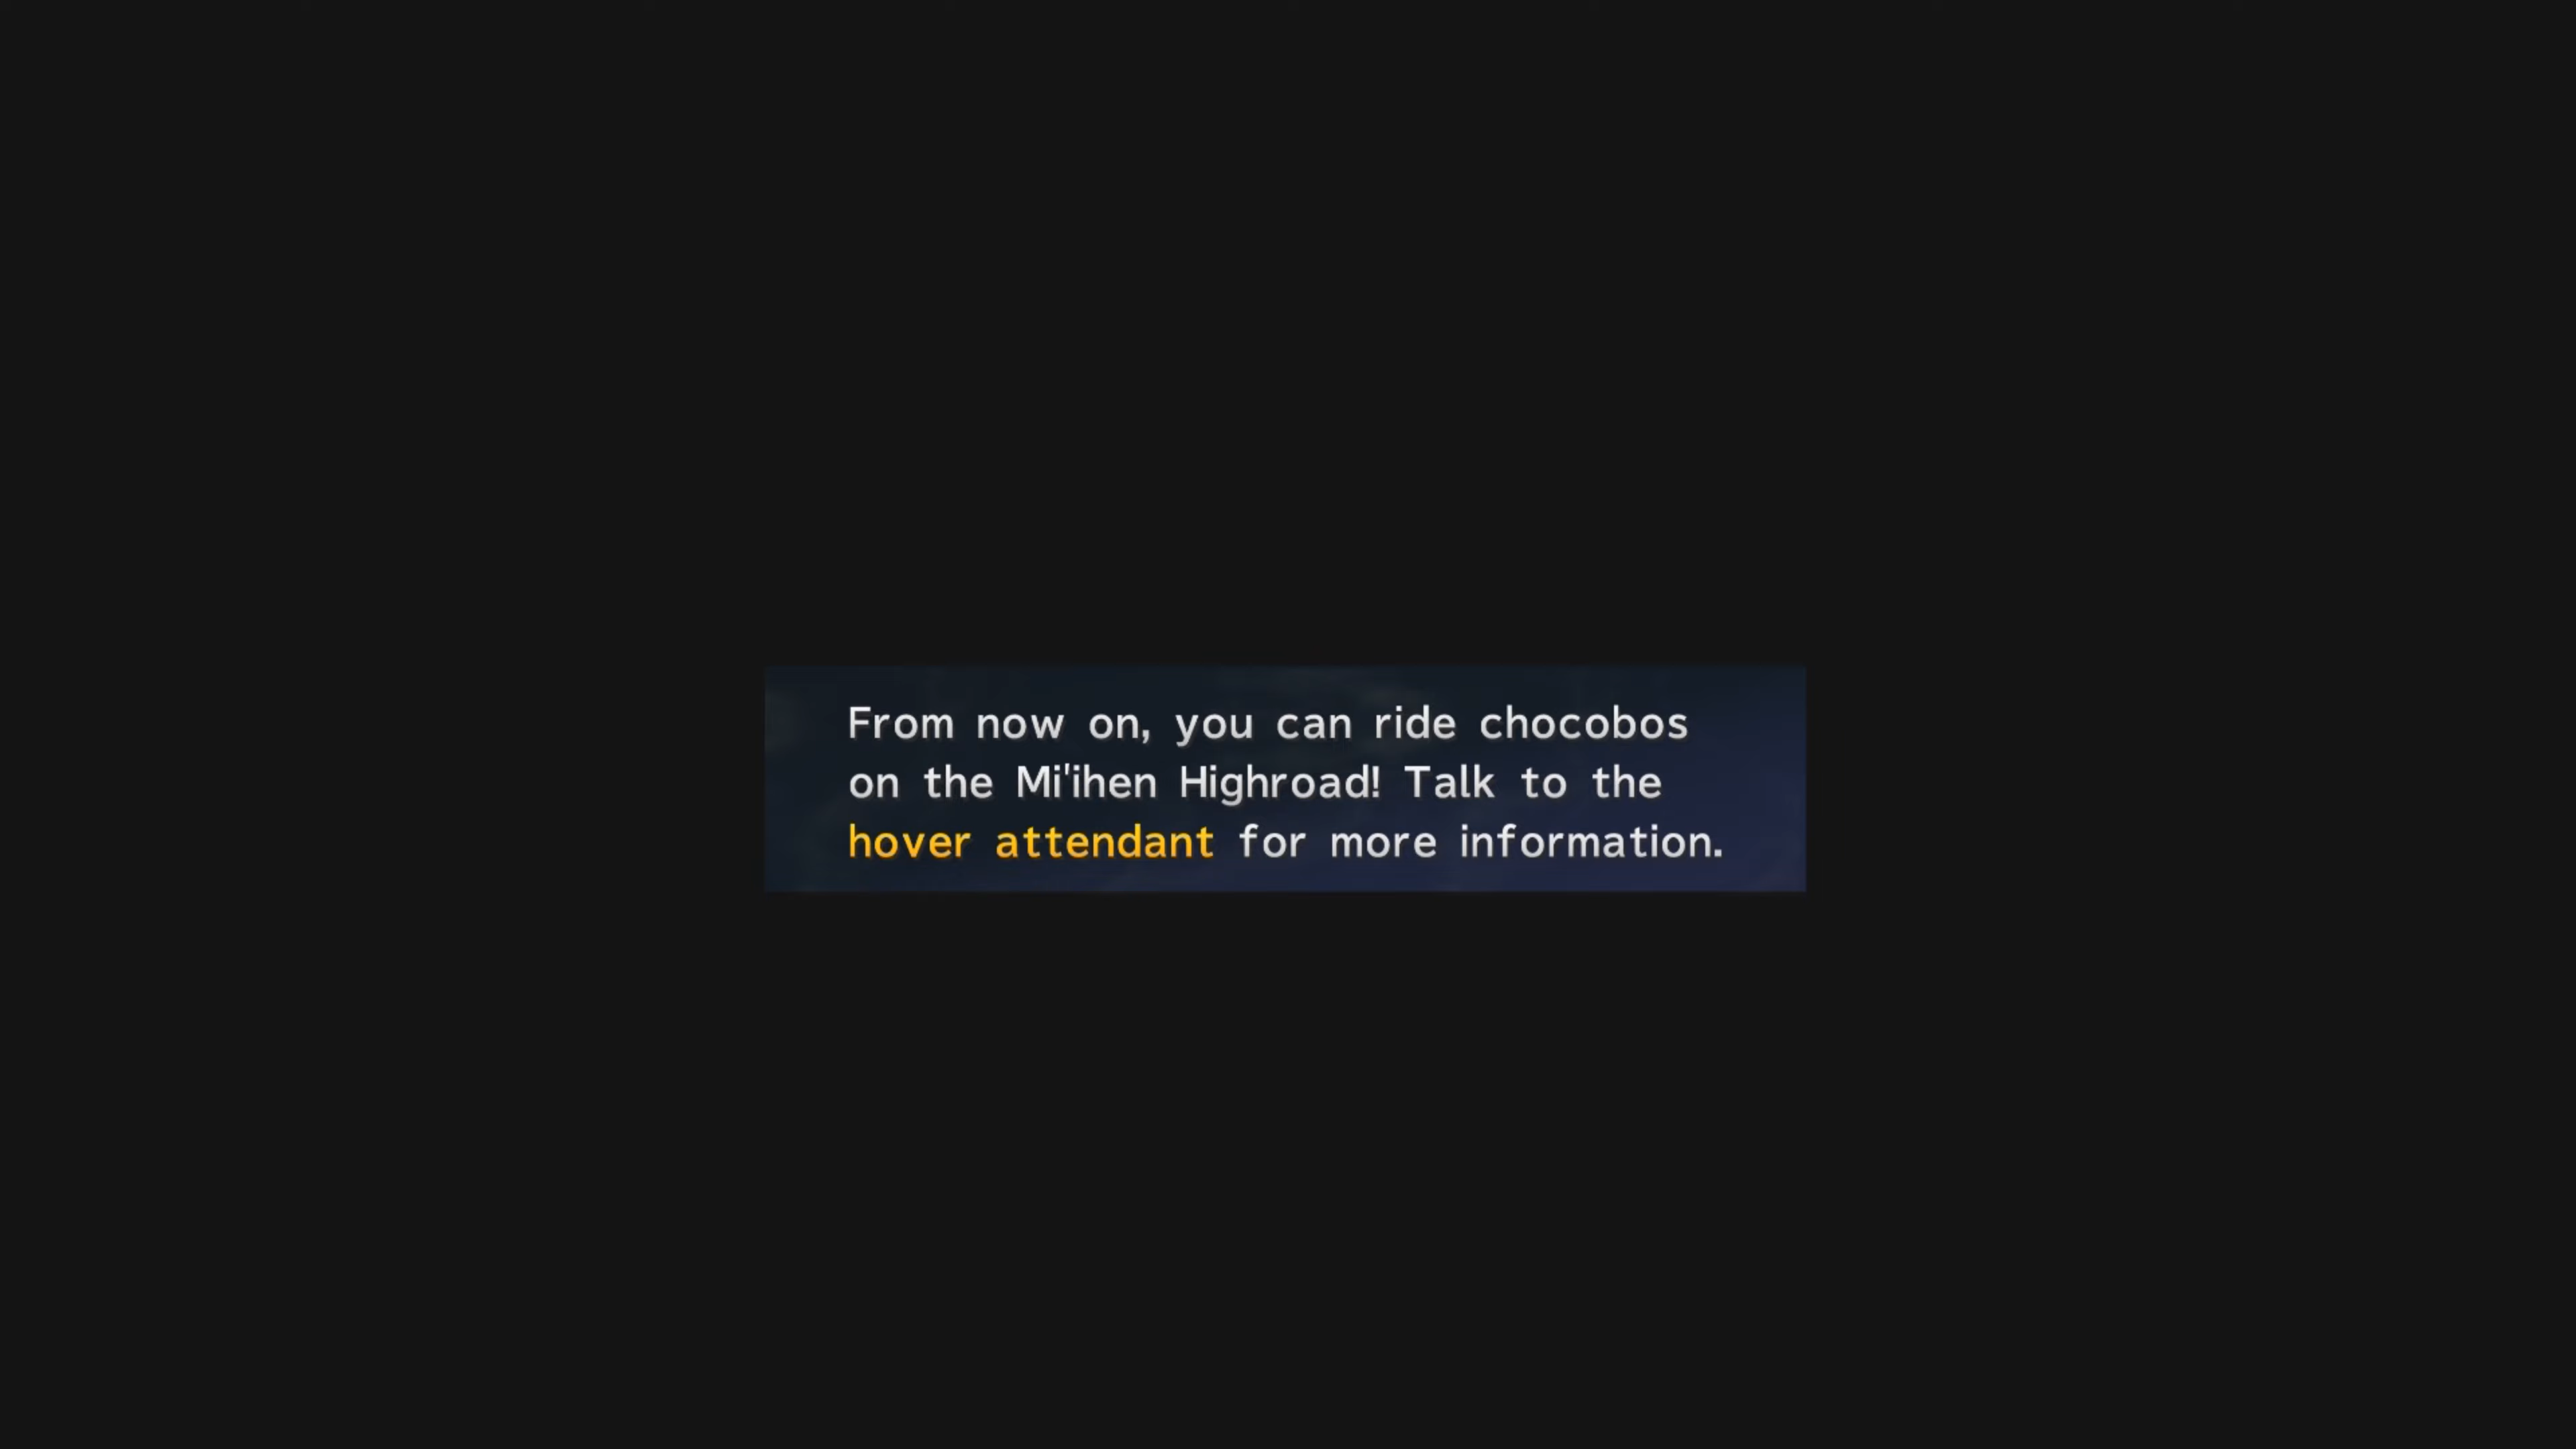 From now on, you can ride chocobos
on the Mi'ihen Highroad! Talk to the
hover attendant for more information.